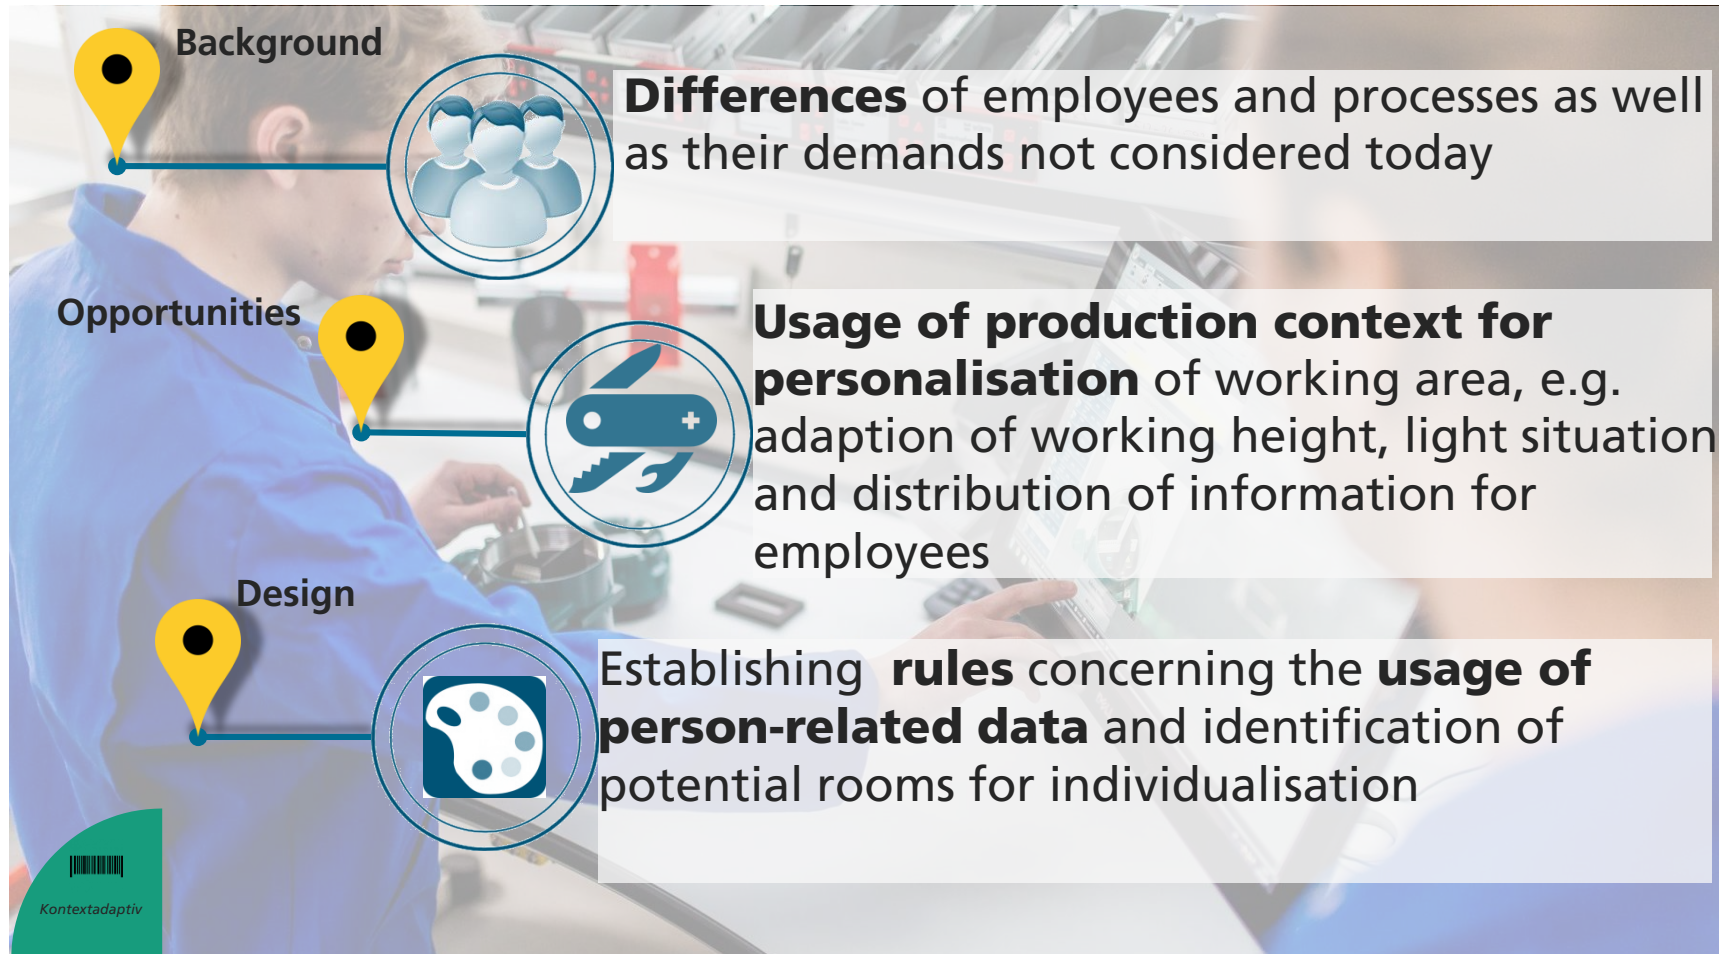 Background
Differences of employees and processes as well
as their demands not considered today
Opportunities
Usage of production context for
personalisation of working area, e.g.
adaption of working height, light situation
and distribution of information for
employees
Design
Establishing rules concerning the usage of
person-related data and identification of
potential rooms for individualisation
Kontextadaptiv